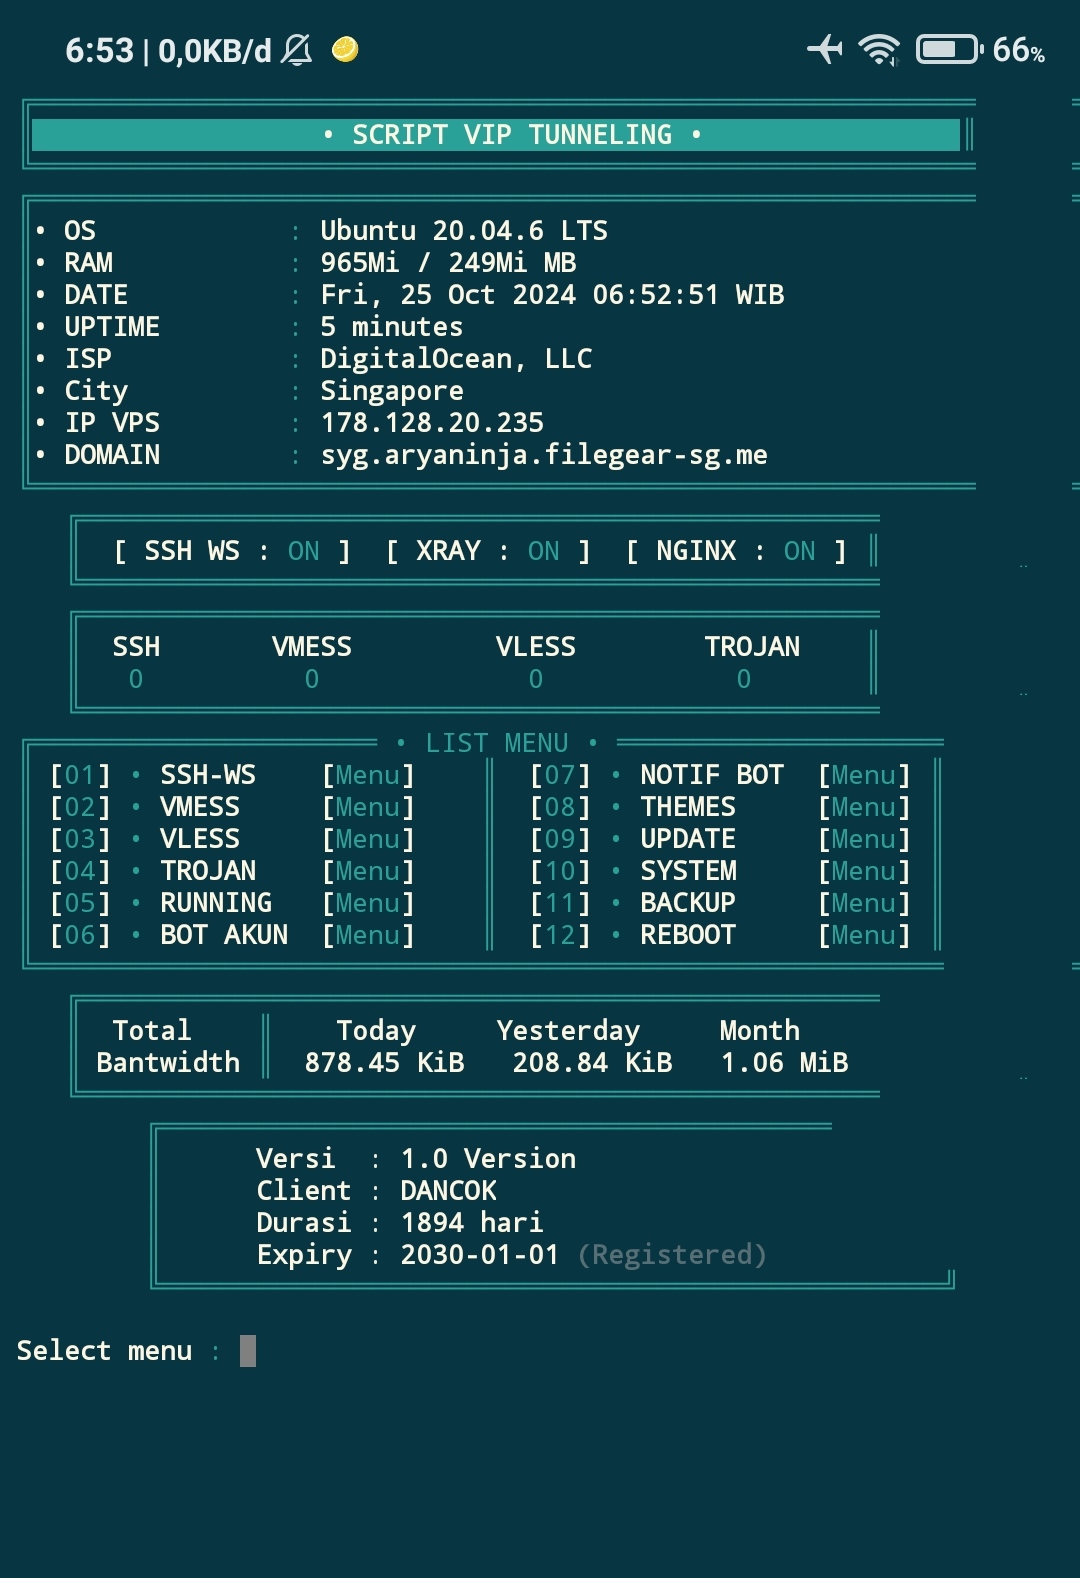 6:53 | 0,0KB/d 66%
• SCRIPT VIP TUNNELING •
• OS : Ubuntu 20.04.6 LTS
• RAM : 965Mi / 249Mi MB
• DATE : Fri, 25 Oct 2024 06:52:51 WIB
• UPTIME : 5 minutes
• ISP : DigitalOcean, LLC
• City : Singapore
• IP VPS : 178.128.20.235
• DOMAIN : syg.aryaninja.filegear-sg.me
[ SSH WS : ON ] [ XRAY : ON ] [ NGINX : ON ]
SSH VMESS VLESS TROJAN
0 0 0 0
• LIST MENU •
[01] • SSH-WS [Menu] [07] • NOTIF BOT [Menu]
[02] • VMESS [Menu] [08] • THEMES [Menu]
[03] • VLESS [Menu] [09] • UPDATE [Menu]
[04] • TROJAN [Menu] [10] • SYSTEM [Menu]
[05] • RUNNING [Menu] [11] • BACKUP [Menu]
[06] • BOT AKUN [Menu] [12] • REBOOT [Menu]
Total Today Yesterday Month
Bantwidth 878.45 KiB 208.84 KiB 1.06 MiB
Versi : 1.0 Version
Client : DANCOK
Durasi : 1894 hari
Expiry : 2030-01-01 (Registered)
Select menu :